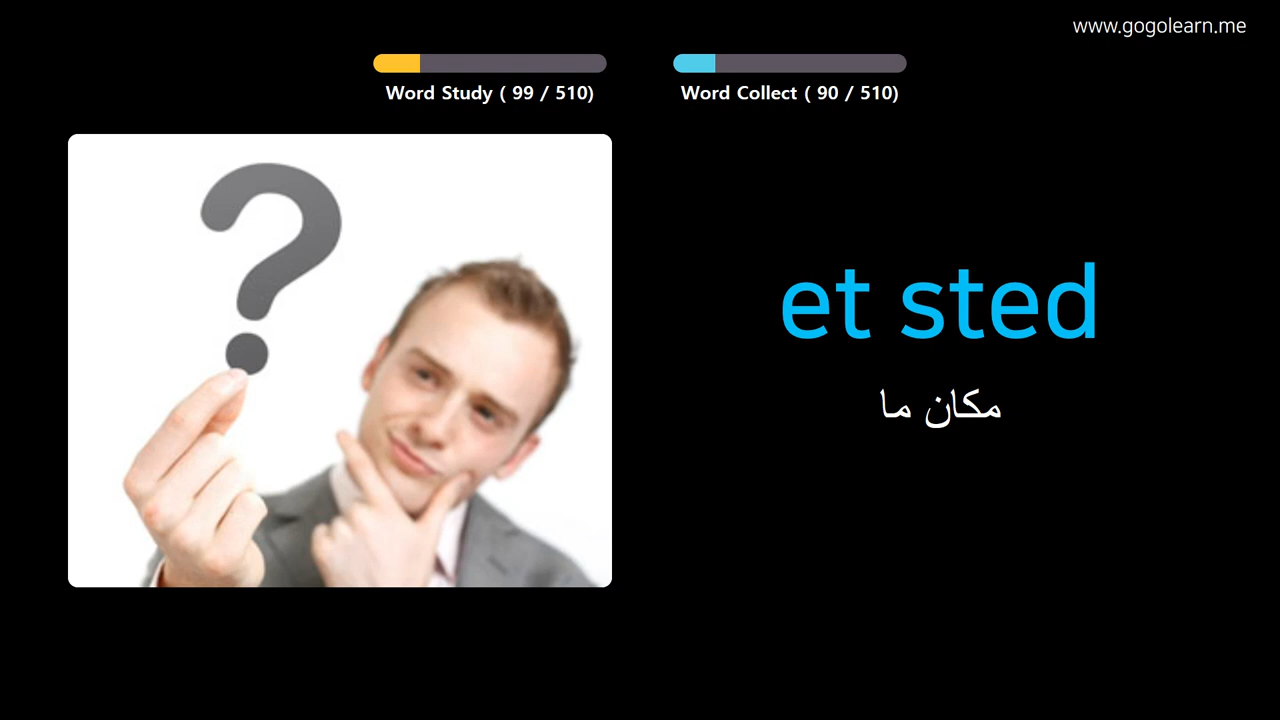 www.gogolearn.me
Word Study ( 99 / 510)
Word Collect ( 90 / 510)
et sted
مكان ما